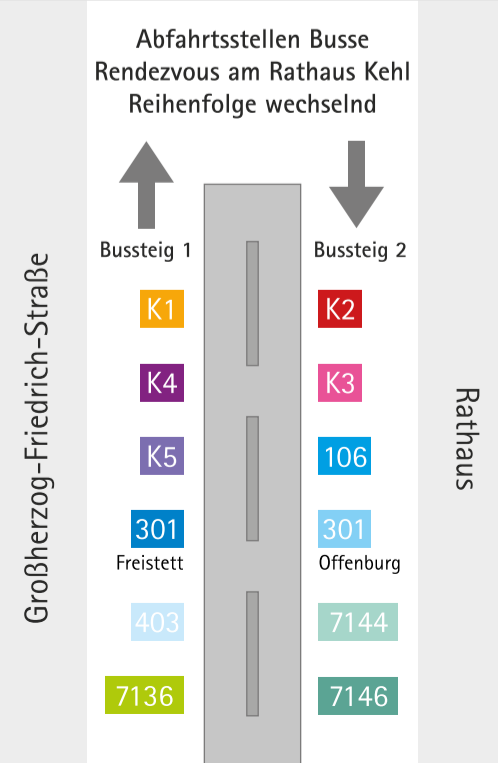 Abfahrtsstellen Busse
Rendezvous am Rathaus Kehl
Reihenfolge wechselnd
Großherzog-Friedrich-Straße
Bussteig 1
K1
K4
K5
301
Freistett
403
7136
Bussteig 2
K2
K3
106
301
Offenburg
7144
7146
Rathaus